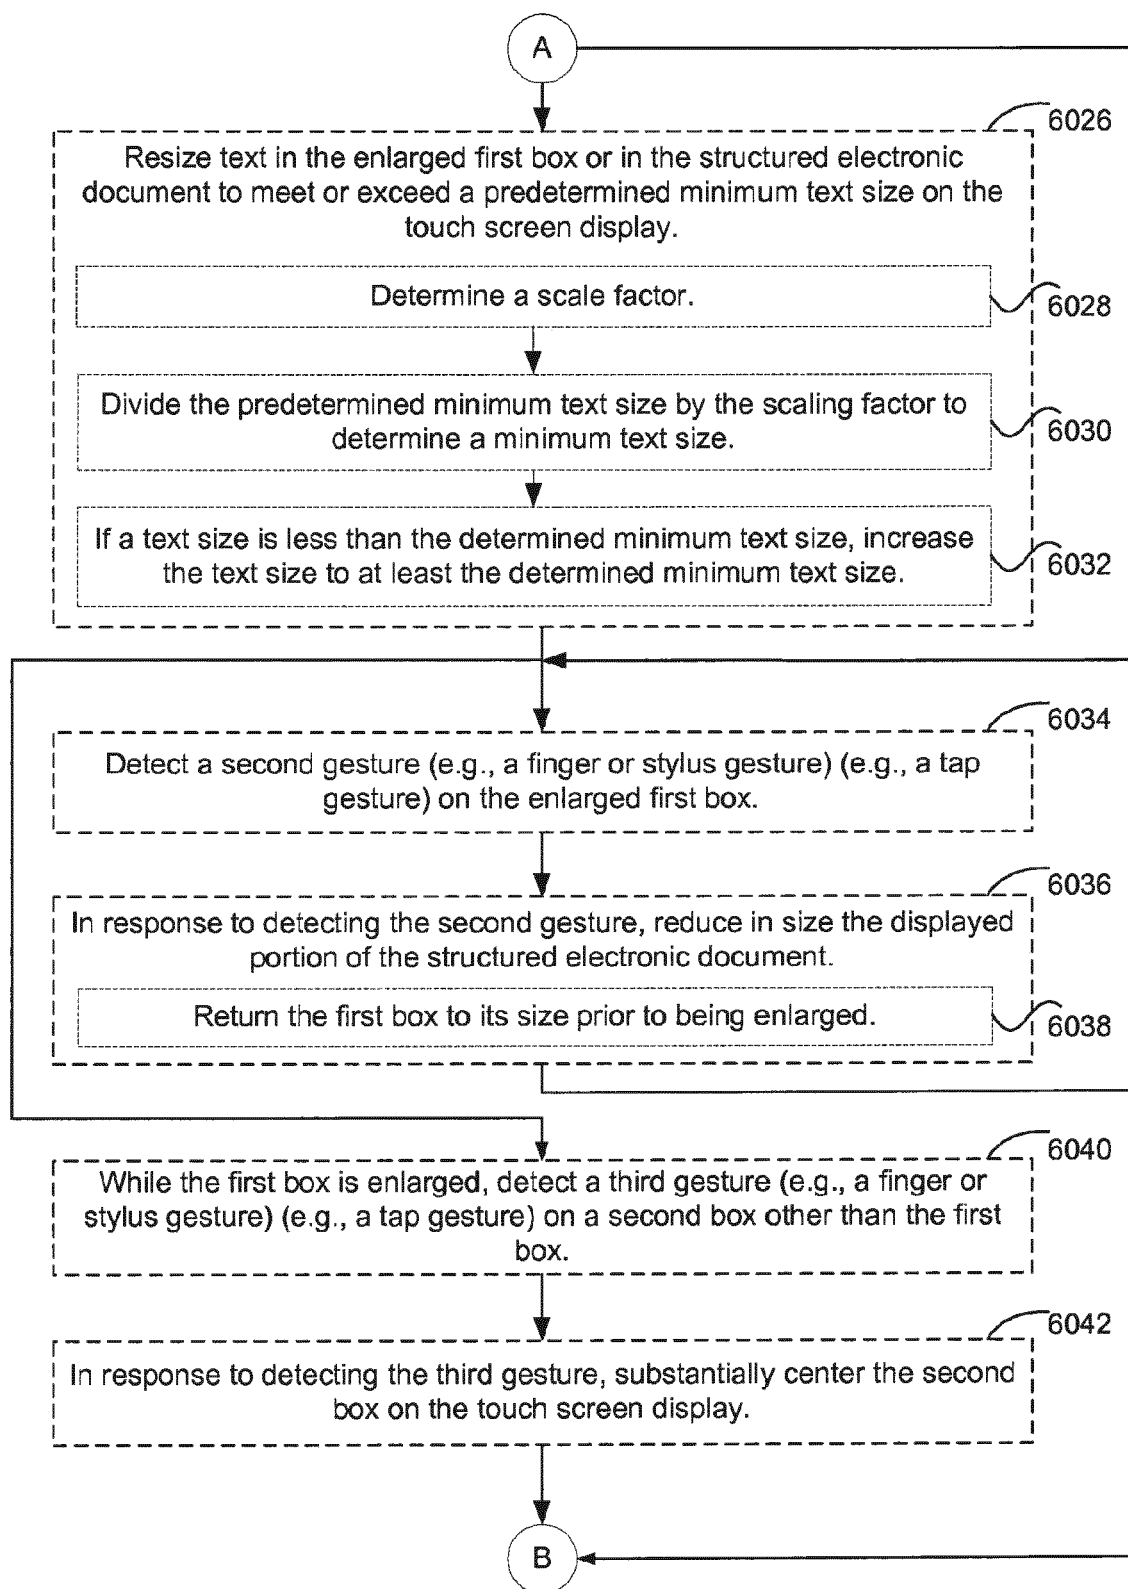 A
6026
Resize text in the enlarged first box or in the structured electronic
document to meet or exceed a predetermined minimum text size on the
touch screen display.
Determine a scale factor.
6028
Divide the predetermined minimum text size by the scaling factor to
determine a minimum text size.
6030
If a text size is less than the determined minimum text size, increase
the text size to at least the determined minimum text size.
6032
6034
Detect a second gesture (e.g., a finger or stylus gesture) (e.g., a tap
gesture) on the enlarged first box.
6036
In response to detecting the second gesture, reduce in size the displayed
portion of the structured electronic document.
Return the first box to its size prior to being enlarged.
6038
6040
While the first box is enlarged, detect a third gesture (e.g., a finger or
stylus gesture) (e.g., a tap gesture) on a second box other than the first
box.
6042
In response to detecting the third gesture, substantially center the second
box on the touch screen display.
B